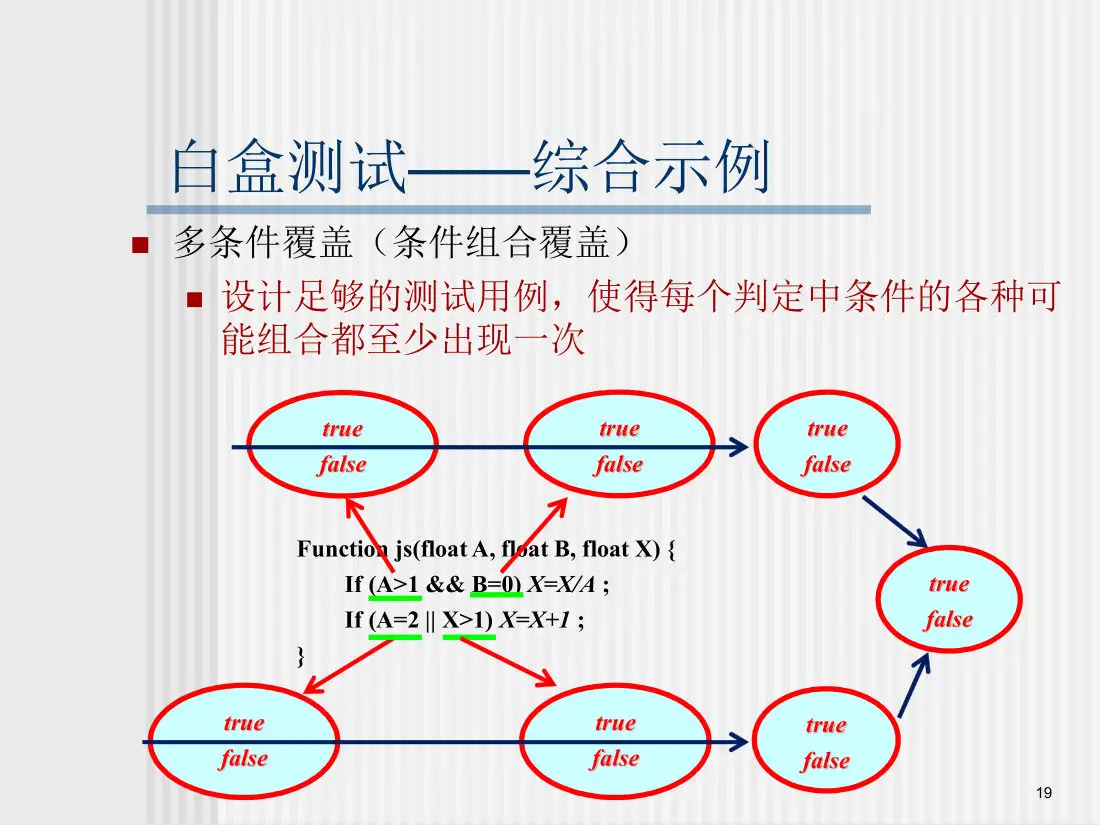 白盒测试——综合示例
多条件覆盖（条件组合覆盖）
设计足够的测试用例，使得每个判定中条件的各种可
能组合都至少出现一次
true
false
true
false
true
false
Function js(float A, float B, float X) {
If (A>1 && B=0) X=X/A ;
If (A=2 || X>1) X=X+1 ;
}
true
false
true
false
true
false
true
false
19